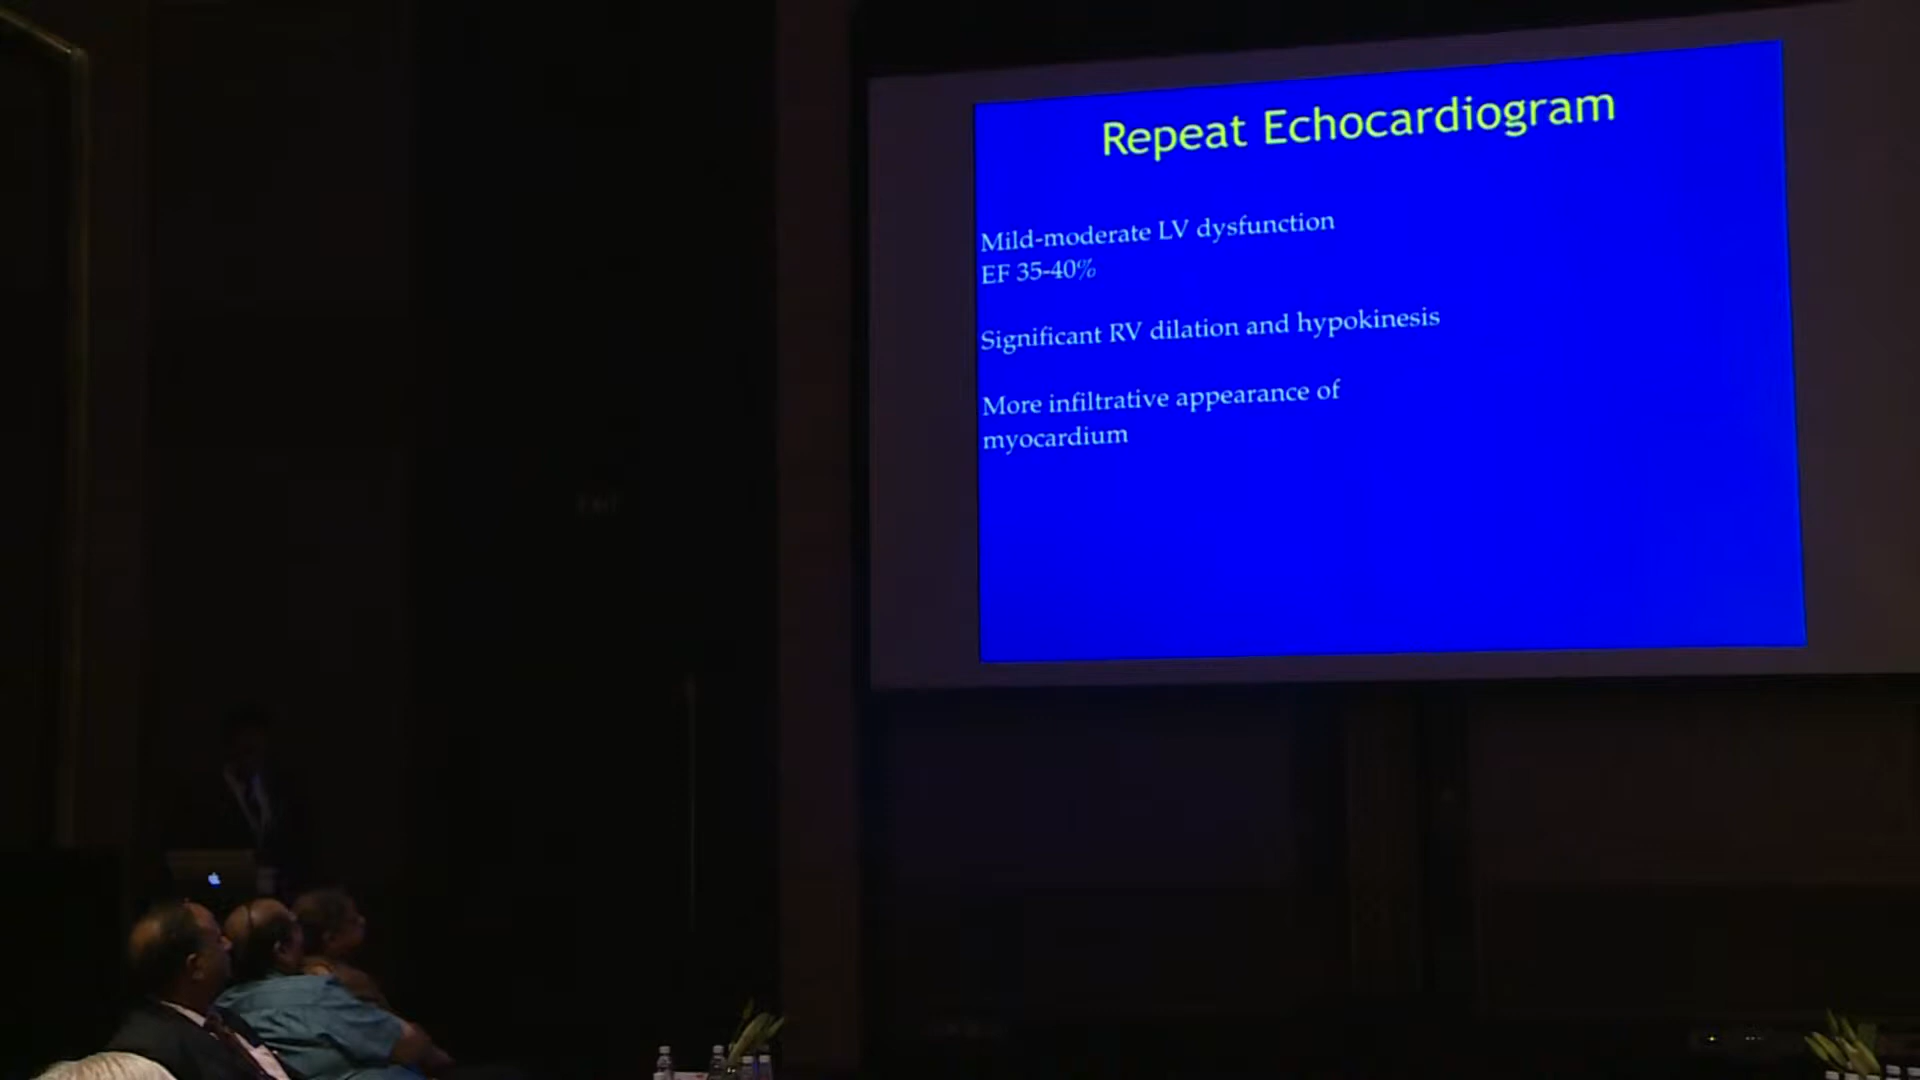 Repeat Echocardiogram
Mild-moderate LV dysfunction
EF 35-40%
Significant RV dilation and hypokinesis
More infiltrative appearance of
myocardium